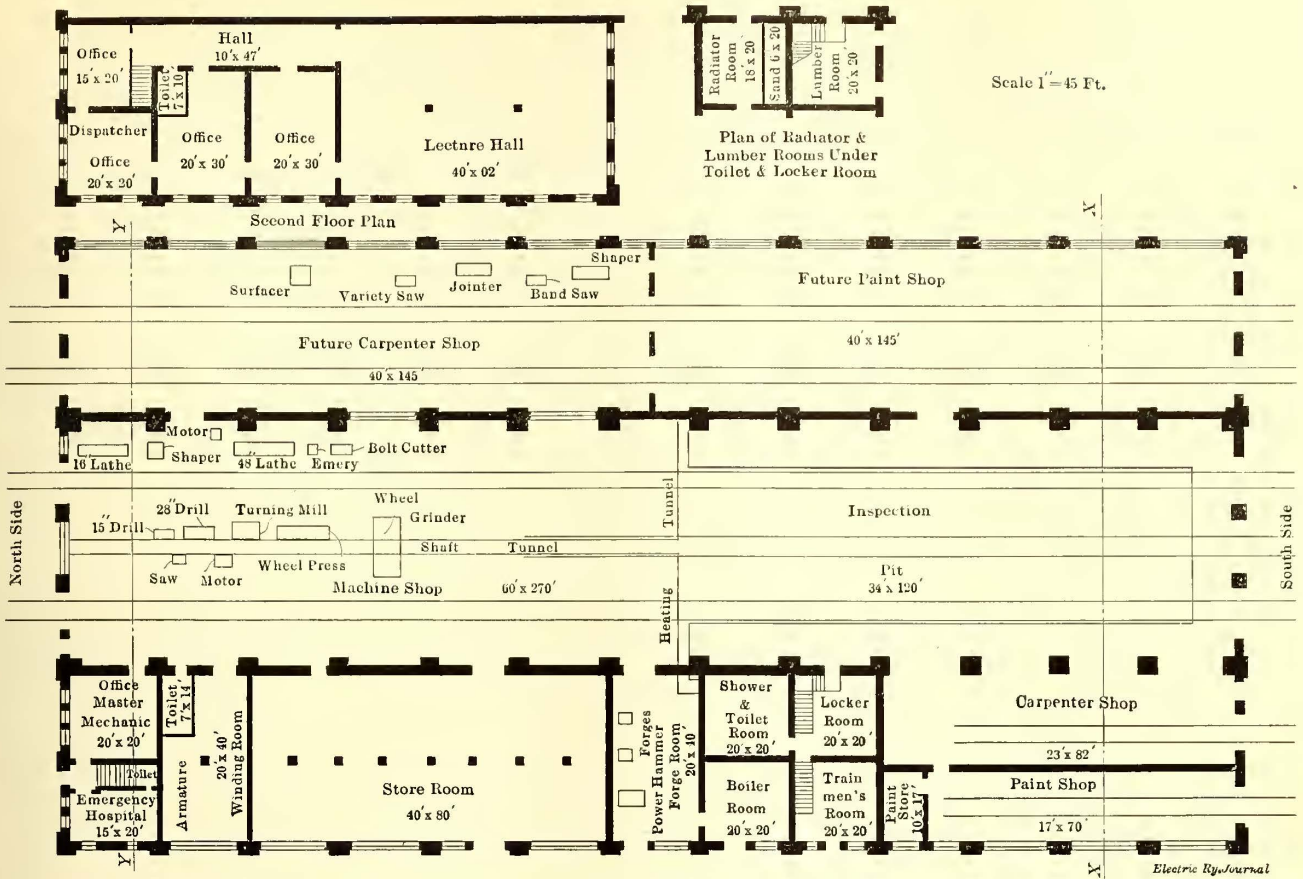 Office
15'x 20'
Hall
10'x 47'
Toilet
7'x 10'
Dispatcher
Office
20'x 20'
Office
20'x 30'
Office
20'x 30'
Leetnre Hall
40'x 02'
Second Floor Plan
Radiator
Room
18'x 20'
Sand 6'x 20'
Lumber
Room
20'x 20'
Plan of Radiator &
Lumber Rooms Under
Toilet & Locker Room
Scale 1"=45 Ft.
Y
X
Surfacer
Variety Saw
Jointer
Band Saw
Shaper
Future Paint Shop
Future Carpenter Shop
40'x 145'
40'x 145'
Motor
16"Lathe
Shaper
48"Lathe
Emery
Bolt Cutter
North Side
15"Drill
28"Drill
Turning Mill
Wheel
Grinder
Saw
Motor
Wheel Press
Shaft
Tunnel
Machine Shop
60'x 270'
Heating
Tunnel
Inspection
Pit
34'x 120'
South Side
Office
Master
Mechanic
20'x 20'
Toilet
7'x 14'
Toilet
Emergency
Hospital
15'x 20'
Armature
Winding Room
20'x 40'
Store Room
40'x 80'
Forges
Power Hammer
Forge Room
20'x 40'
Shower
&
Toilet
Room
20'x 20'
Locker
Room
20'x 20'
Boiler
Room
20'x 20'
Train
men's
Room
20'x 20'
Carpenter Shop
23'x 82'
Paint
Store
10'x 17'
Paint Shop
17'x 70'
Y
X
Electric Ry.Journal